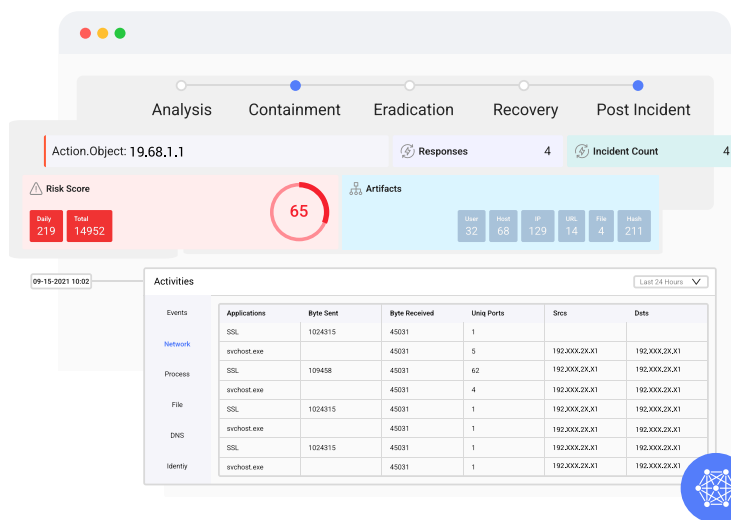 Analysis Containment Eradication Recovery Post Incident
Action.Object: 19.68.1.1 Responses 4 Incident Count 4
Risk Score
Daily 219 Total 14952
65
Artifacts
User 32 Host 68 IP 129 URL 14 File 4 Hash 211
09-15-2021 10:02
Activities Last 24 Hours
Events
Network
Process
File
DNS
Identiy
Applications Byte Sent Byte Received Uniq Ports Srcs Dsts
SSL 1024315 45031 1
svchost.exe 45031 5 192.XXX.2X.X1 192,XXX,2X,X1
SSL 109458 45031 62 192.XXX.2X.X1 192.XXX.2X.X1
svchost.exe 45031 4 192.XXX.2X.X1 192.XXX.2X.X1
SSL 1024315 45031 1 192.XXX,2X,X1 192.XXX,2X,X1
svchost.exe 45031 1 192.XXX.2X.X1 192.XXX.2X.X1
SSL 1024315 45031 1 192.XXX.2X.X1 192.XXX.2X.X1
svchost.exe 45031 1 192.XXX.2X.X1 192.XXX.2X.X1